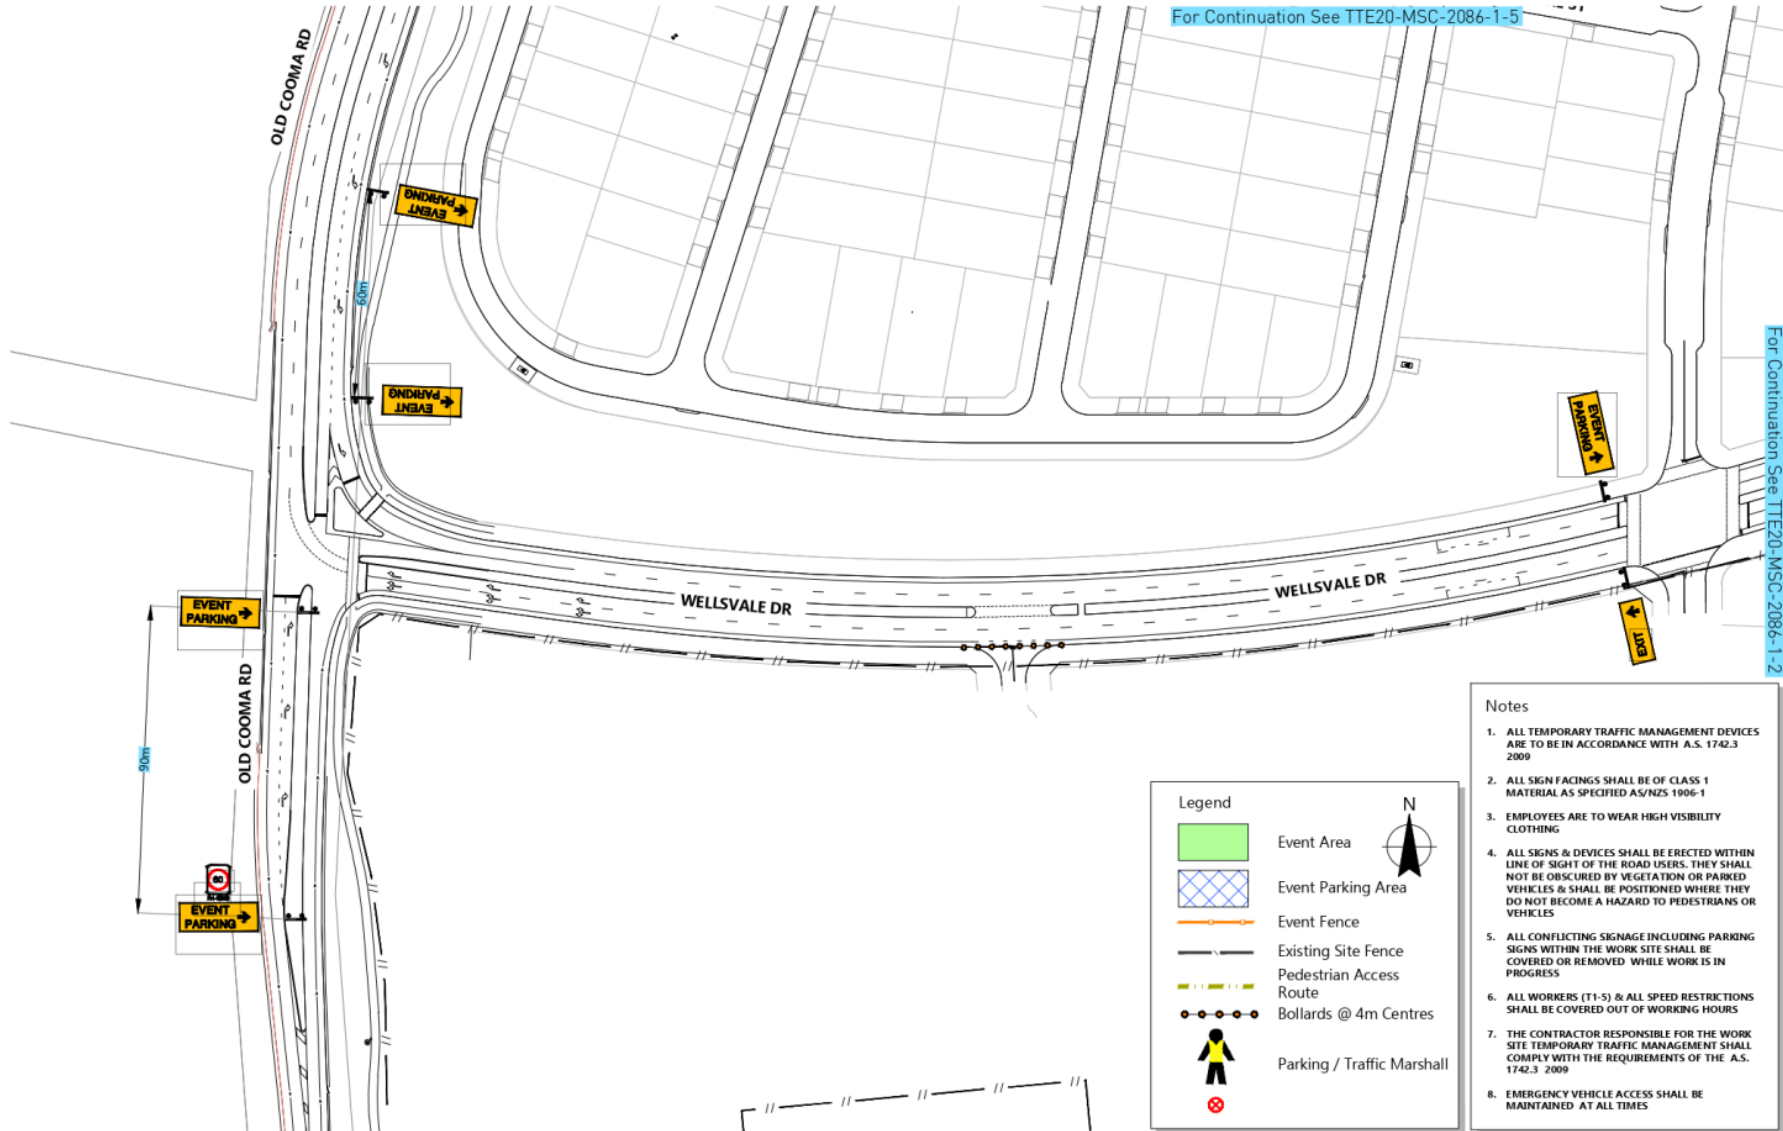 For Continuation See TTE20-MSC-2086-1-5
OLD COOMA RD
EVENT
PARKING
60m
EVENT
PARKING
EVENT
PARKING
For Continuation See TTE20-MSC-2086-1-2
WELLSVALE DR
WELLSVALE DR
EVENT
PARKING
EXIT
OLD COOMA RD
90m
60
EVENT
PARKING
Legend
N
Event Area
Event Parking Area
Event Fence
Existing Site Fence
Pedestrian Access
Route
Bollards @ 4m Centres
Parking / Traffic Marshall
Notes
1. ALL TEMPORARY TRAFFIC MANAGEMENT DEVICES
ARE TO BE IN ACCORDANCE WITH A.S. 1742.3
2009
2. ALL SIGN FACINGS SHALL BE OF CLASS 1
MATERIAL AS SPECIFIED AS/NZS 1906-1
3. EMPLOYEES ARE TO WEAR HIGH VISIBILITY
CLOTHING
4. ALL SIGNS & DEVICES SHALL BE ERECTED WITHIN
LINE OF SIGHT OF THE ROAD USERS. THEY SHALL
NOT BE OBSCURED BY VEGETATION OR PARKED
VEHICLES & SHALL BE POSITIONED WHERE THEY
DO NOT BECOME A HAZARD TO PEDESTRIANS OR
VEHICLES
5. ALL CONFLICTING SIGNAGE INCLUDING PARKING
SIGNS WITHIN THE WORK SITE SHALL BE
COVERED OR REMOVED WHILE WORK IS IN
PROGRESS
6. ALL WORKERS (T1-5) & ALL SPEED RESTRICTIONS
SHALL BE COVERED OUT OF WORKING HOURS
7. THE CONTRACTOR RESPONSIBLE FOR THE WORK
SITE TEMPORARY TRAFFIC MANAGEMENT SHALL
COMPLY WITH THE REQUIREMENTS OF THE A.S.
1742.3 2009
8. EMERGENCY VEHICLE ACCESS SHALL BE
MAINTAINED AT ALL TIMES